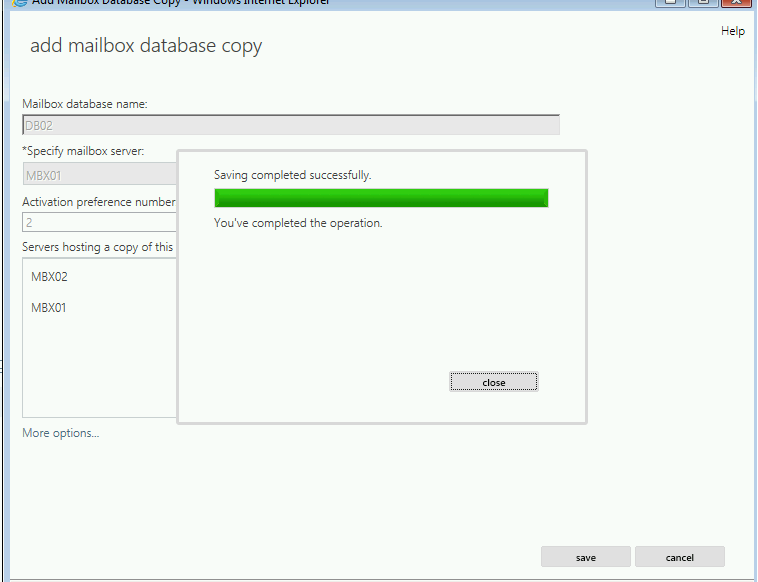 Add Mailbox Database Copy - Windows Internet Explorer
Help
add mailbox database copy
Mailbox database name:
DB02
*Specify mailbox server:
MBX01
Activation preference number
2
Servers hosting a copy of this
MBX02
MBX01
More options...
Saving completed successfully.
You've completed the operation.
close
save
cancel